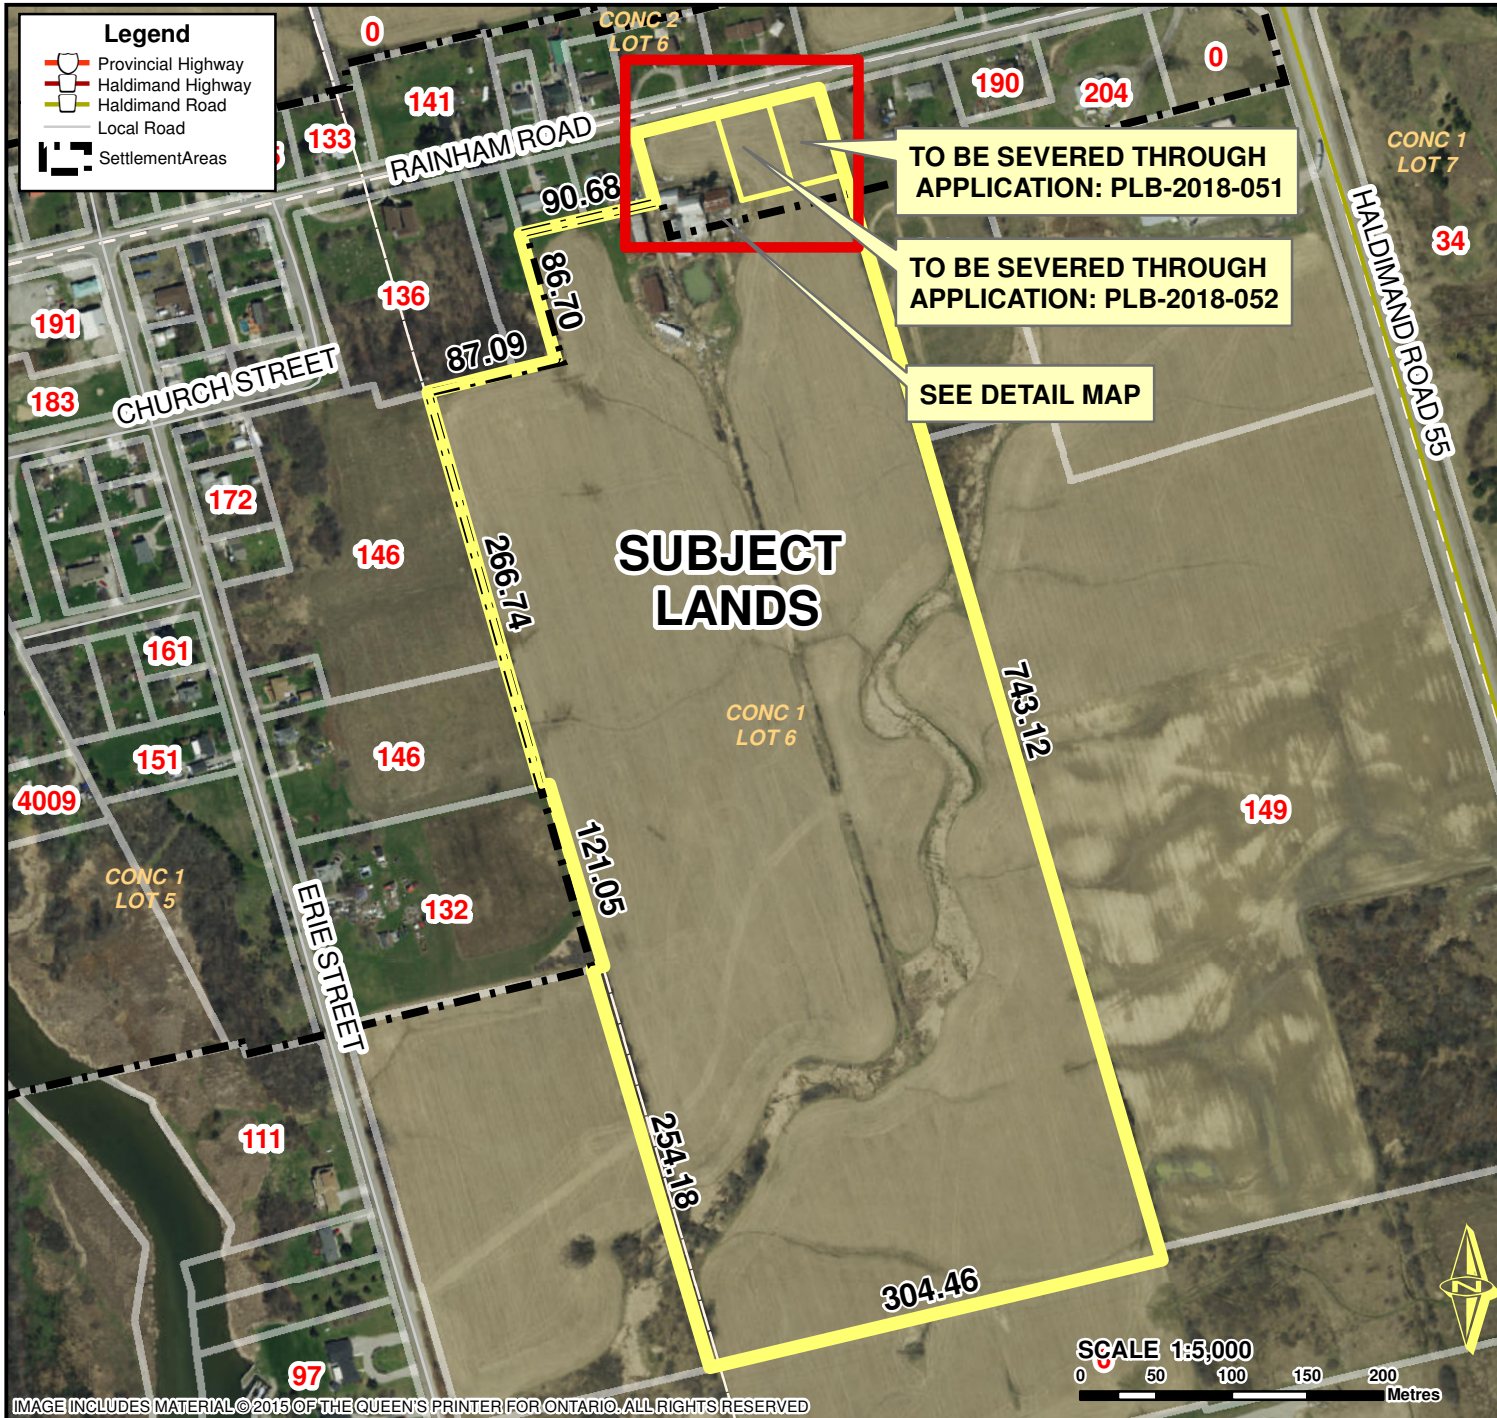 Legend
Provincial Highway
Haldimand Highway
Haldimand Road
Local Road
SettlementAreas
CONC 2
LOT 6
0
141
133
RAINHAM ROAD
190
204
0
CONC 1
LOT 7
34
HALDIMAND ROAD 55
TO BE SEVERED THROUGH
APPLICATION: PLB-2018-051
TO BE SEVERED THROUGH
APPLICATION: PLB-2018-052
SEE DETAIL MAP
90.68
86.70
87.09
136
191
183
CHURCH STREET
172
146
266.74
SUBJECT
LANDS
161
CONC 1
LOT 6
743.12
151
146
4009
149
121.05
CONC 1
LOT 5
132
ERIE STREET
111
254.18
304.46
N
97
SCALE 1:5,000
0 50 100 150 200
Metres
IMAGE INCLUDES MATERIAL © 2015 OF THE QUEEN'S PRINTER FOR ONTARIO. ALL RIGHTS RESERVED